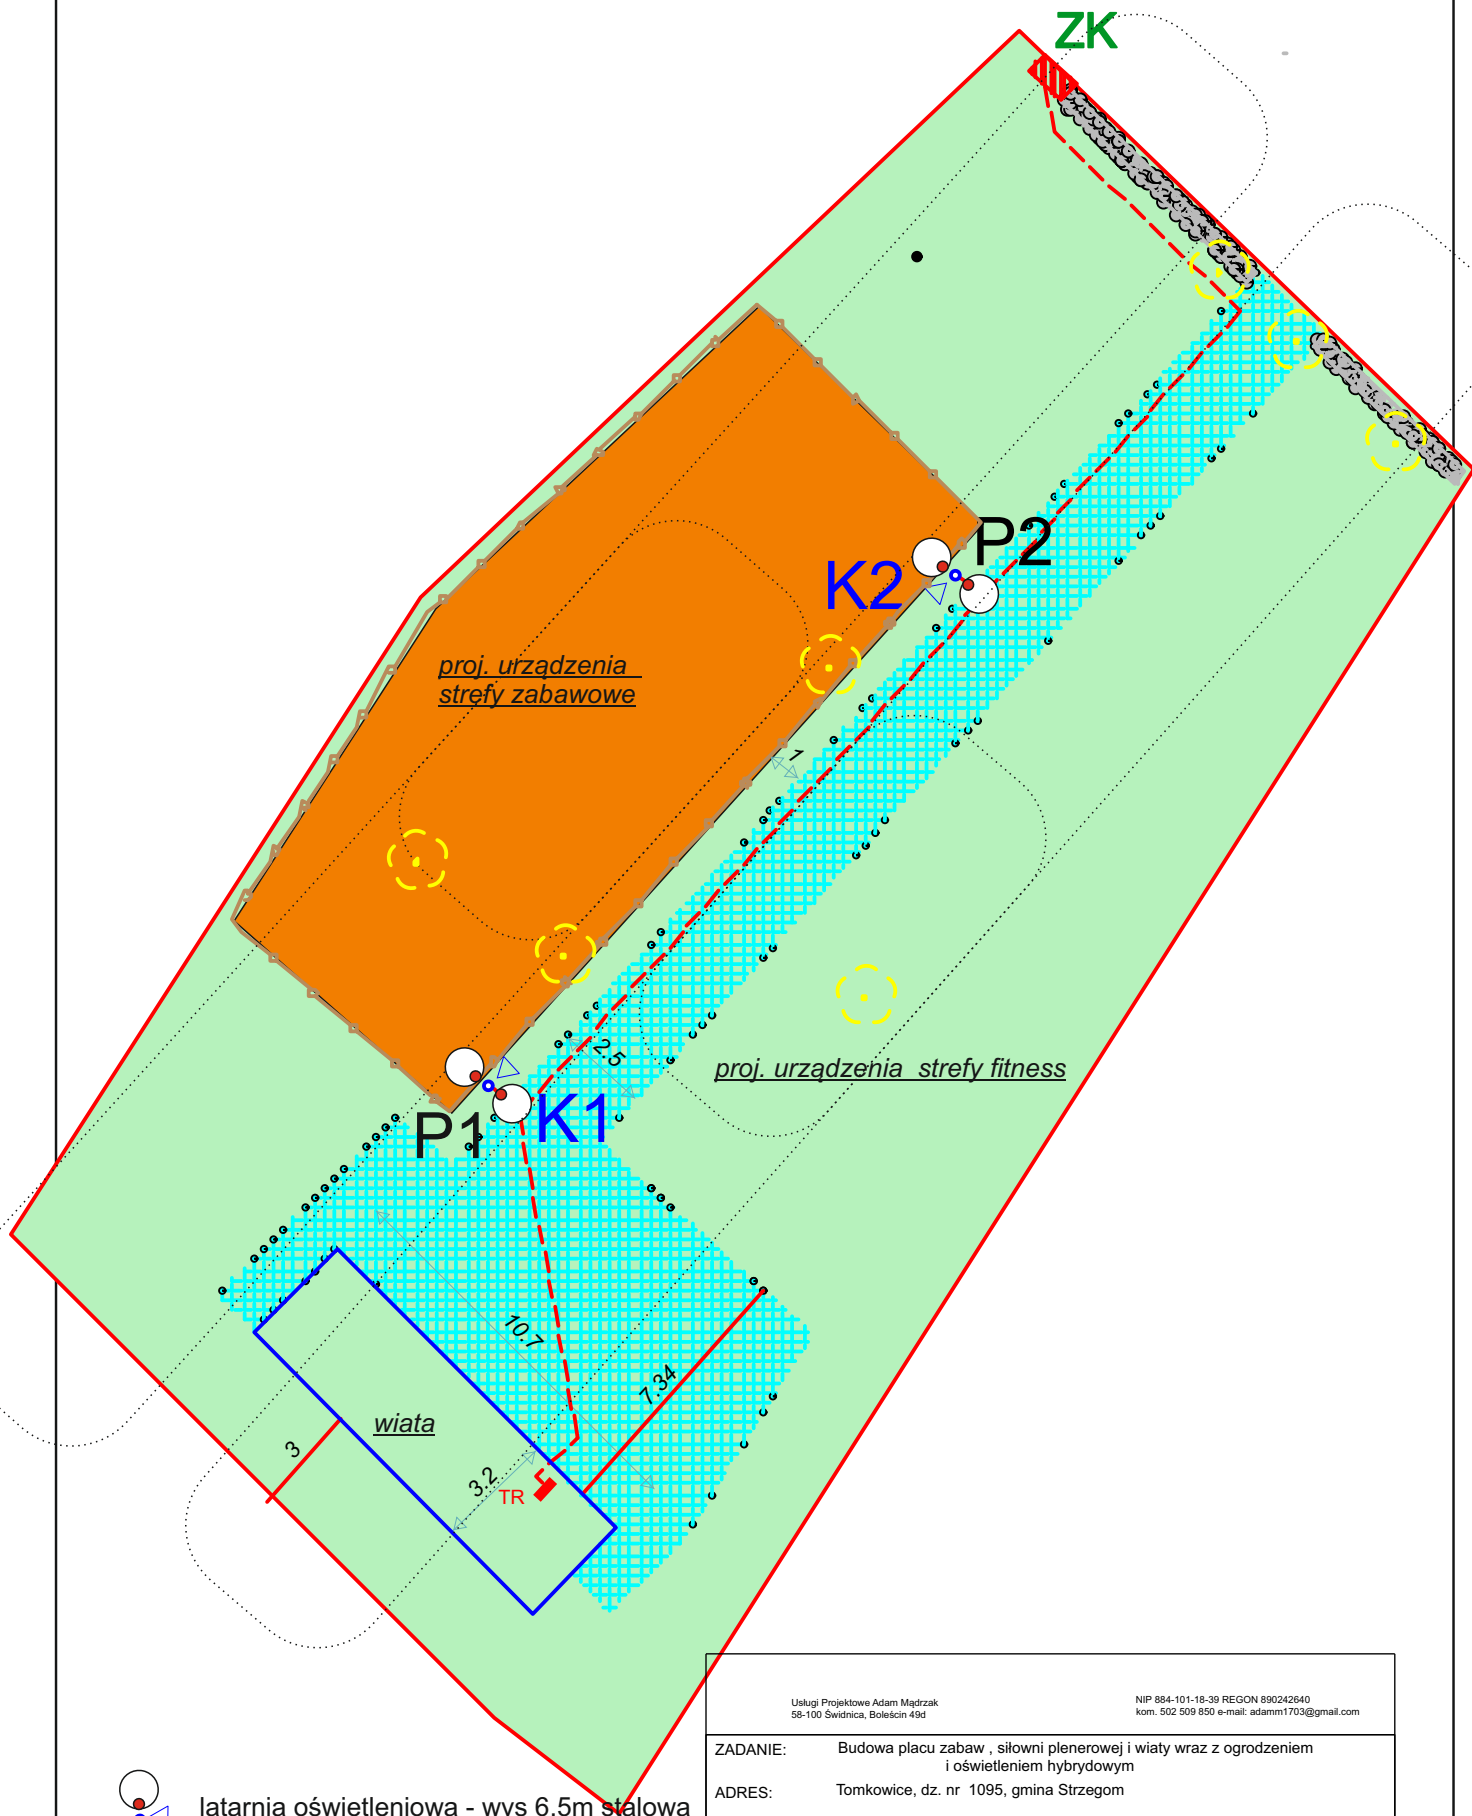 ZK
P2
K2
proj. urządzenia
strefy zabawowe
1
2.5
proj. urządzenia strefy fitness
P1
K1
10.7
7.34
wiata
3
3.2
TR
Usługi Projektowe Adam Mądrzak
58-100 Świdnica, Boleścin 49d
NIP 884-101-18-39 REGON 890242640
kom. 502 509 850 e-mail: adamm1703@gmail.com
ZADANIE: Budowa placu zabaw , siłowni plenerowej i wiaty wraz z ogrodzeniem
i oświetleniem hybrydowym
ADRES: Tomkowice, dz. nr 1095, gmina Strzegom
latarnia oświetleniowa - wys 6,5m stalowa